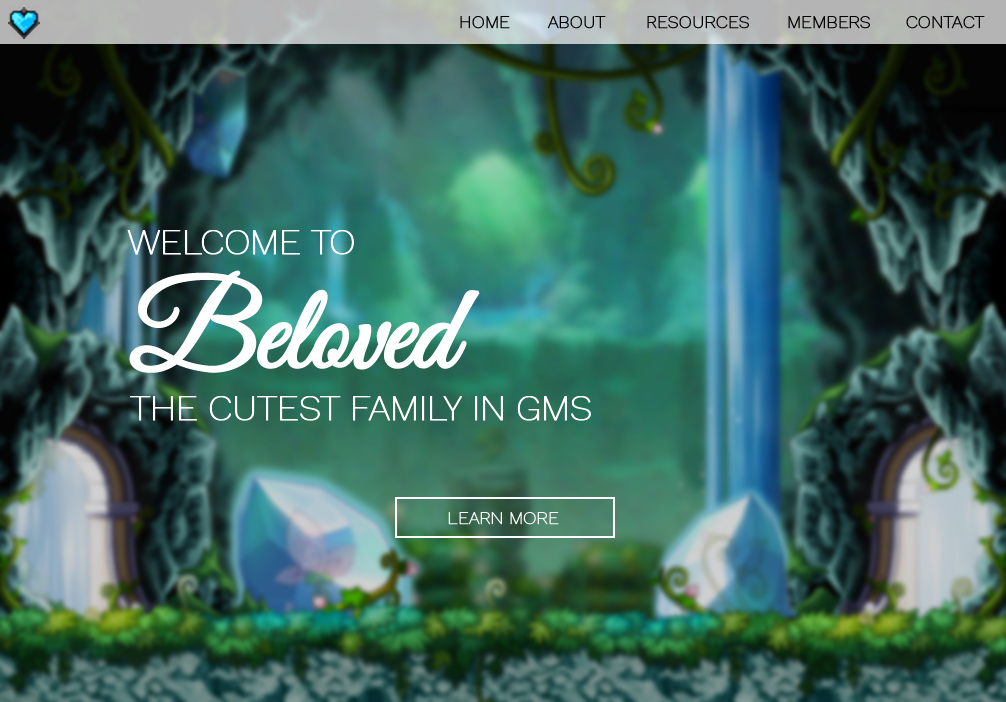 HOME ABOUT RESOURCES MEMBERS CONTACT
WELCOME TO
Beloved
THE CUTEST FAMILY IN GMS
LEARN MORE